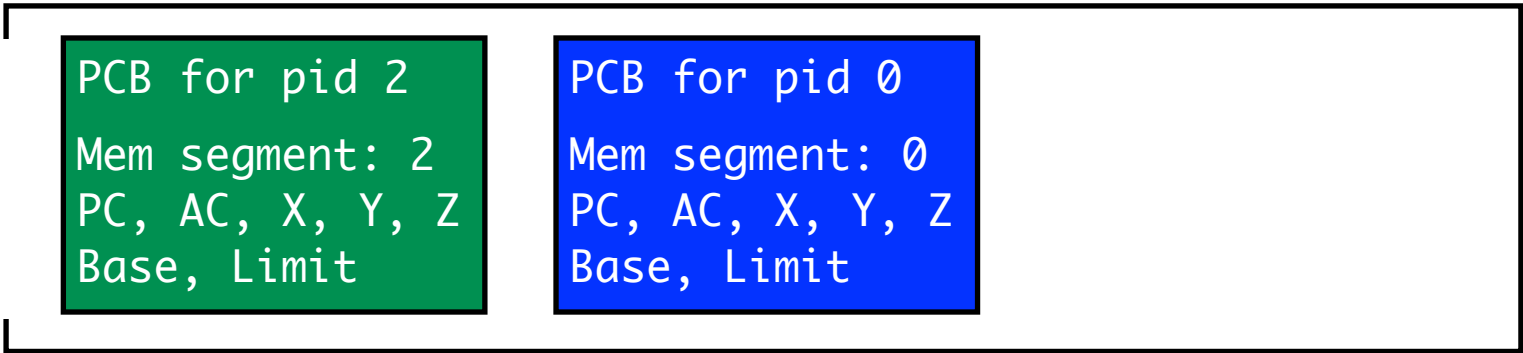 PCB for pid 2
Mem segment: 2
PC, AC, X, Y, Z
Base, Limit
PCB for pid 0
Mem segment: 0
PC, AC, X, Y, Z
Base, Limit